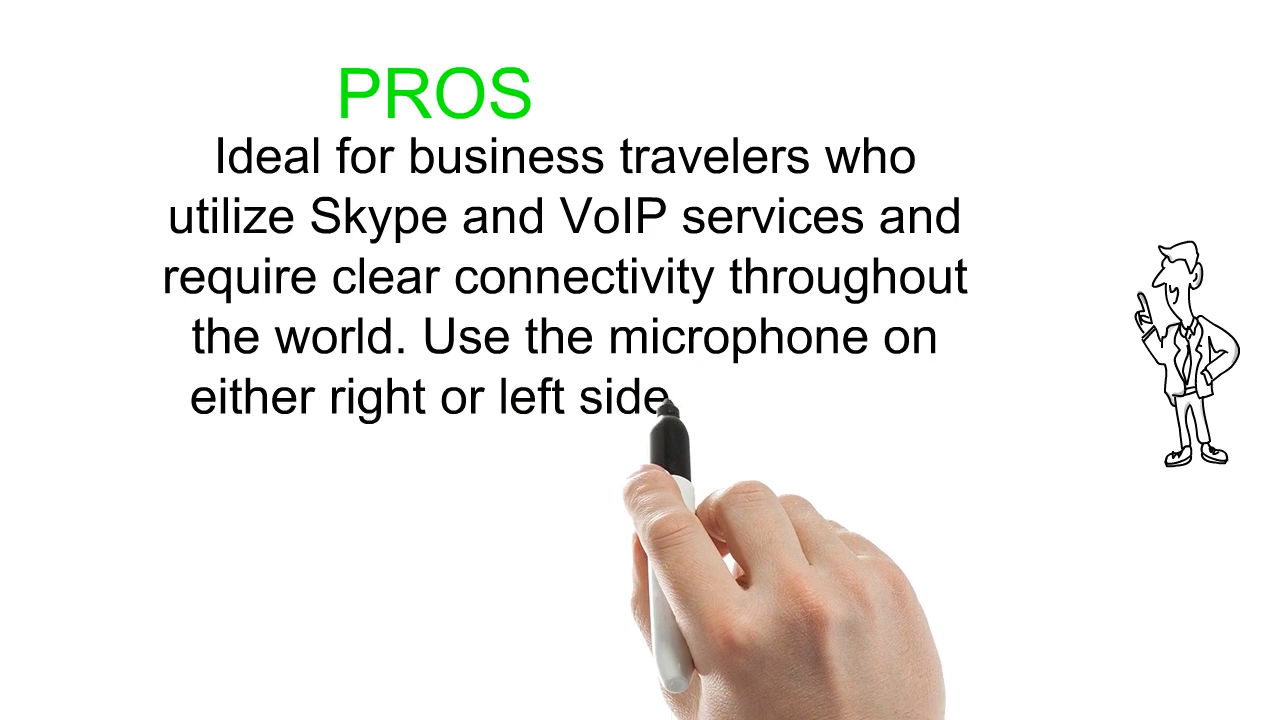 PROS
Ideal for business travelers who
utilize Skype and VoIP services and
require clear connectivity throughout
the world. Use the microphone on
either right or left side